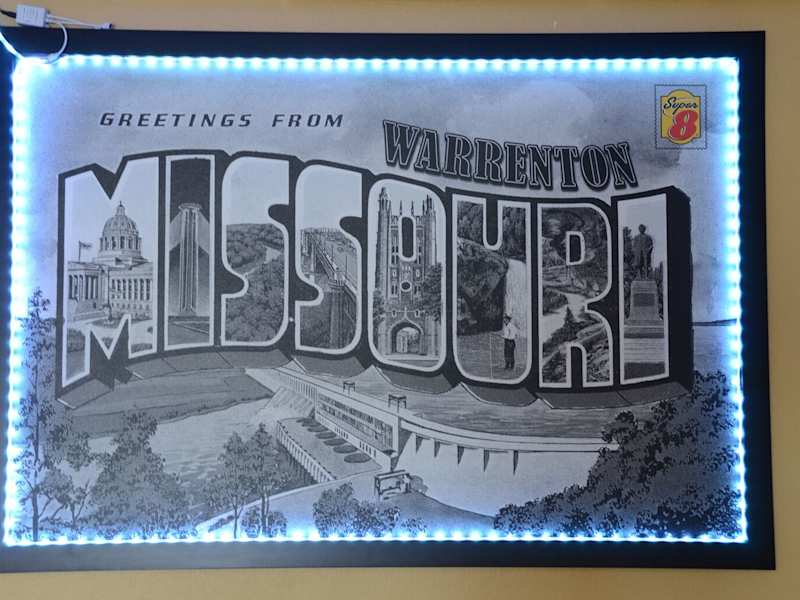 GREETINGS FROM
WARRENTON
MISSOURI
Super
8